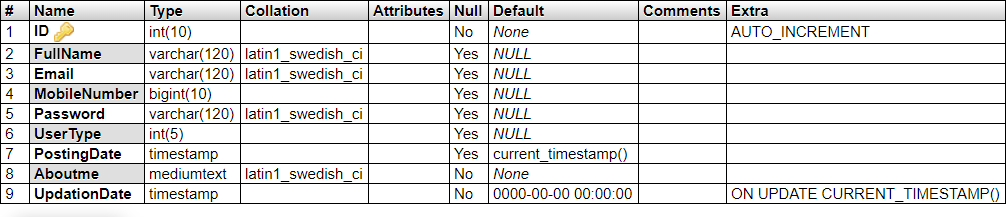 # Name Type Collation Attributes Null Default Comments Extra
1 ID int(10) No None AUTO_INCREMENT
2 FullName varchar(120) latin1_swedish_ci Yes NULL
3 Email varchar(120) latin1_swedish_ci Yes NULL
4 MobileNumber bigint(10) Yes NULL
5 Password varchar(120) latin1_swedish_ci Yes NULL
6 UserType int(5) Yes NULL
7 PostingDate timestamp Yes current_timestamp()
8 Aboutme mediumtext latin1_swedish_ci No None
9 UpdationDate timestamp No 0000-00-00 00:00:00 ON UPDATE CURRENT_TIMESTAMP()